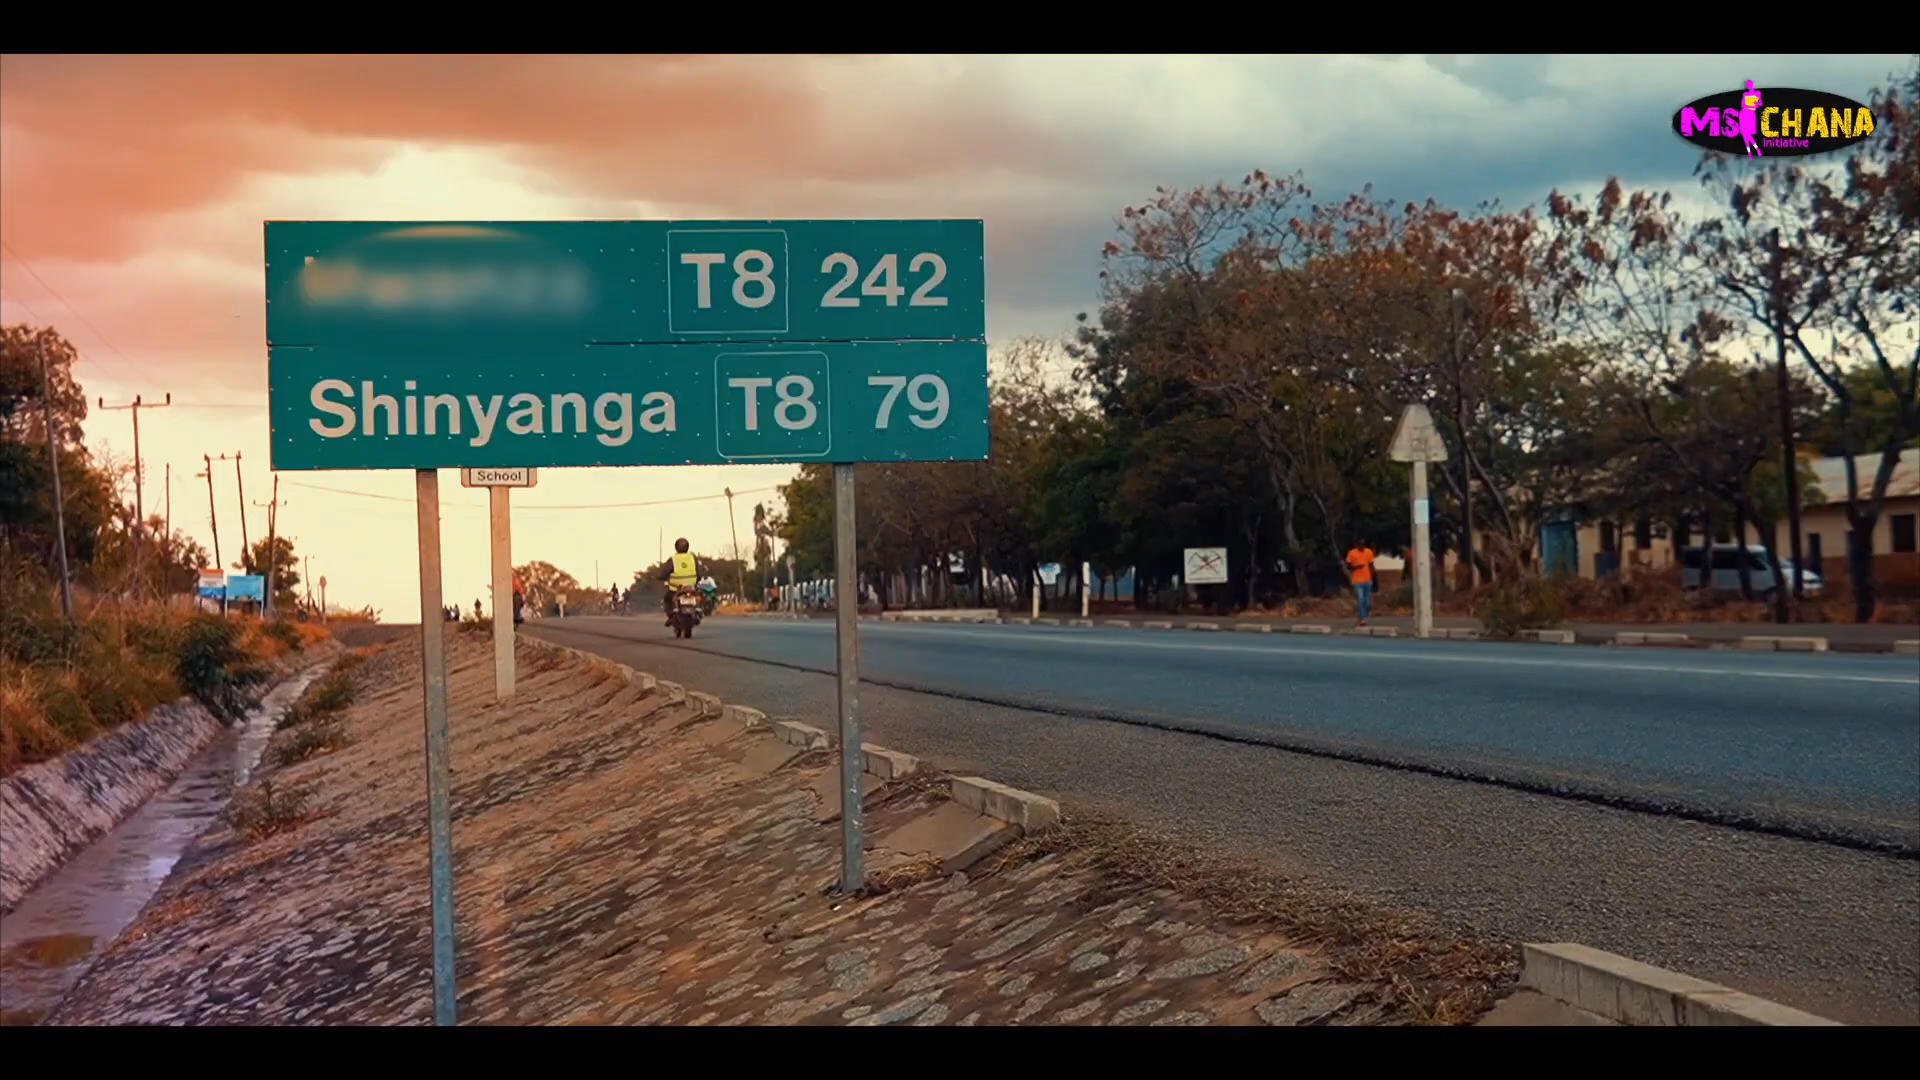 MSICHANA
Initiative
T8 242
Shinyanga T8 79
School